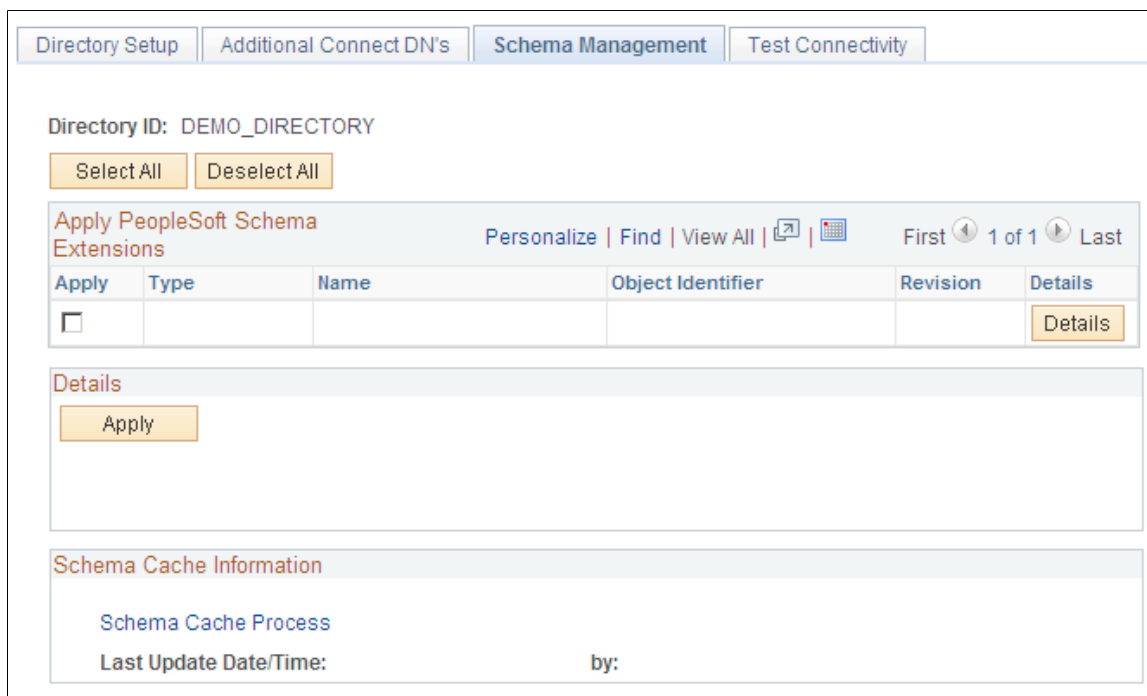 Directory Setup Additional Connect DN's Schema Management Test Connectivity
Directory ID: DEMO_DIRECTORY
Select All Deselect All
Apply PeopleSoft Schema
Extensions
Personalize | Find | View All | | First 1 of 1 Last
Apply Type Name Object Identifier Revision Details
Details
Details
Apply
Schema Cache Information
Schema Cache Process
Last Update Date/Time: by: